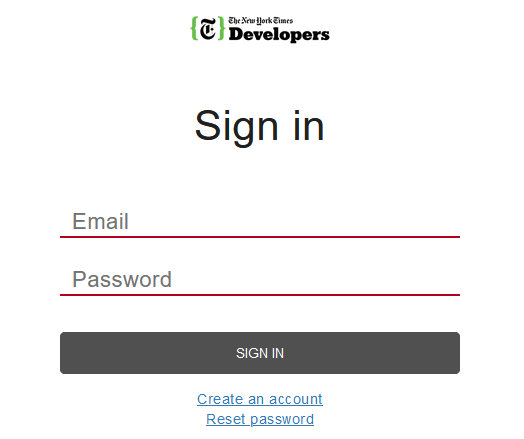 {T} The New York Times
Developers
Sign in
Email
Password
SIGN IN
Create an account
Reset password